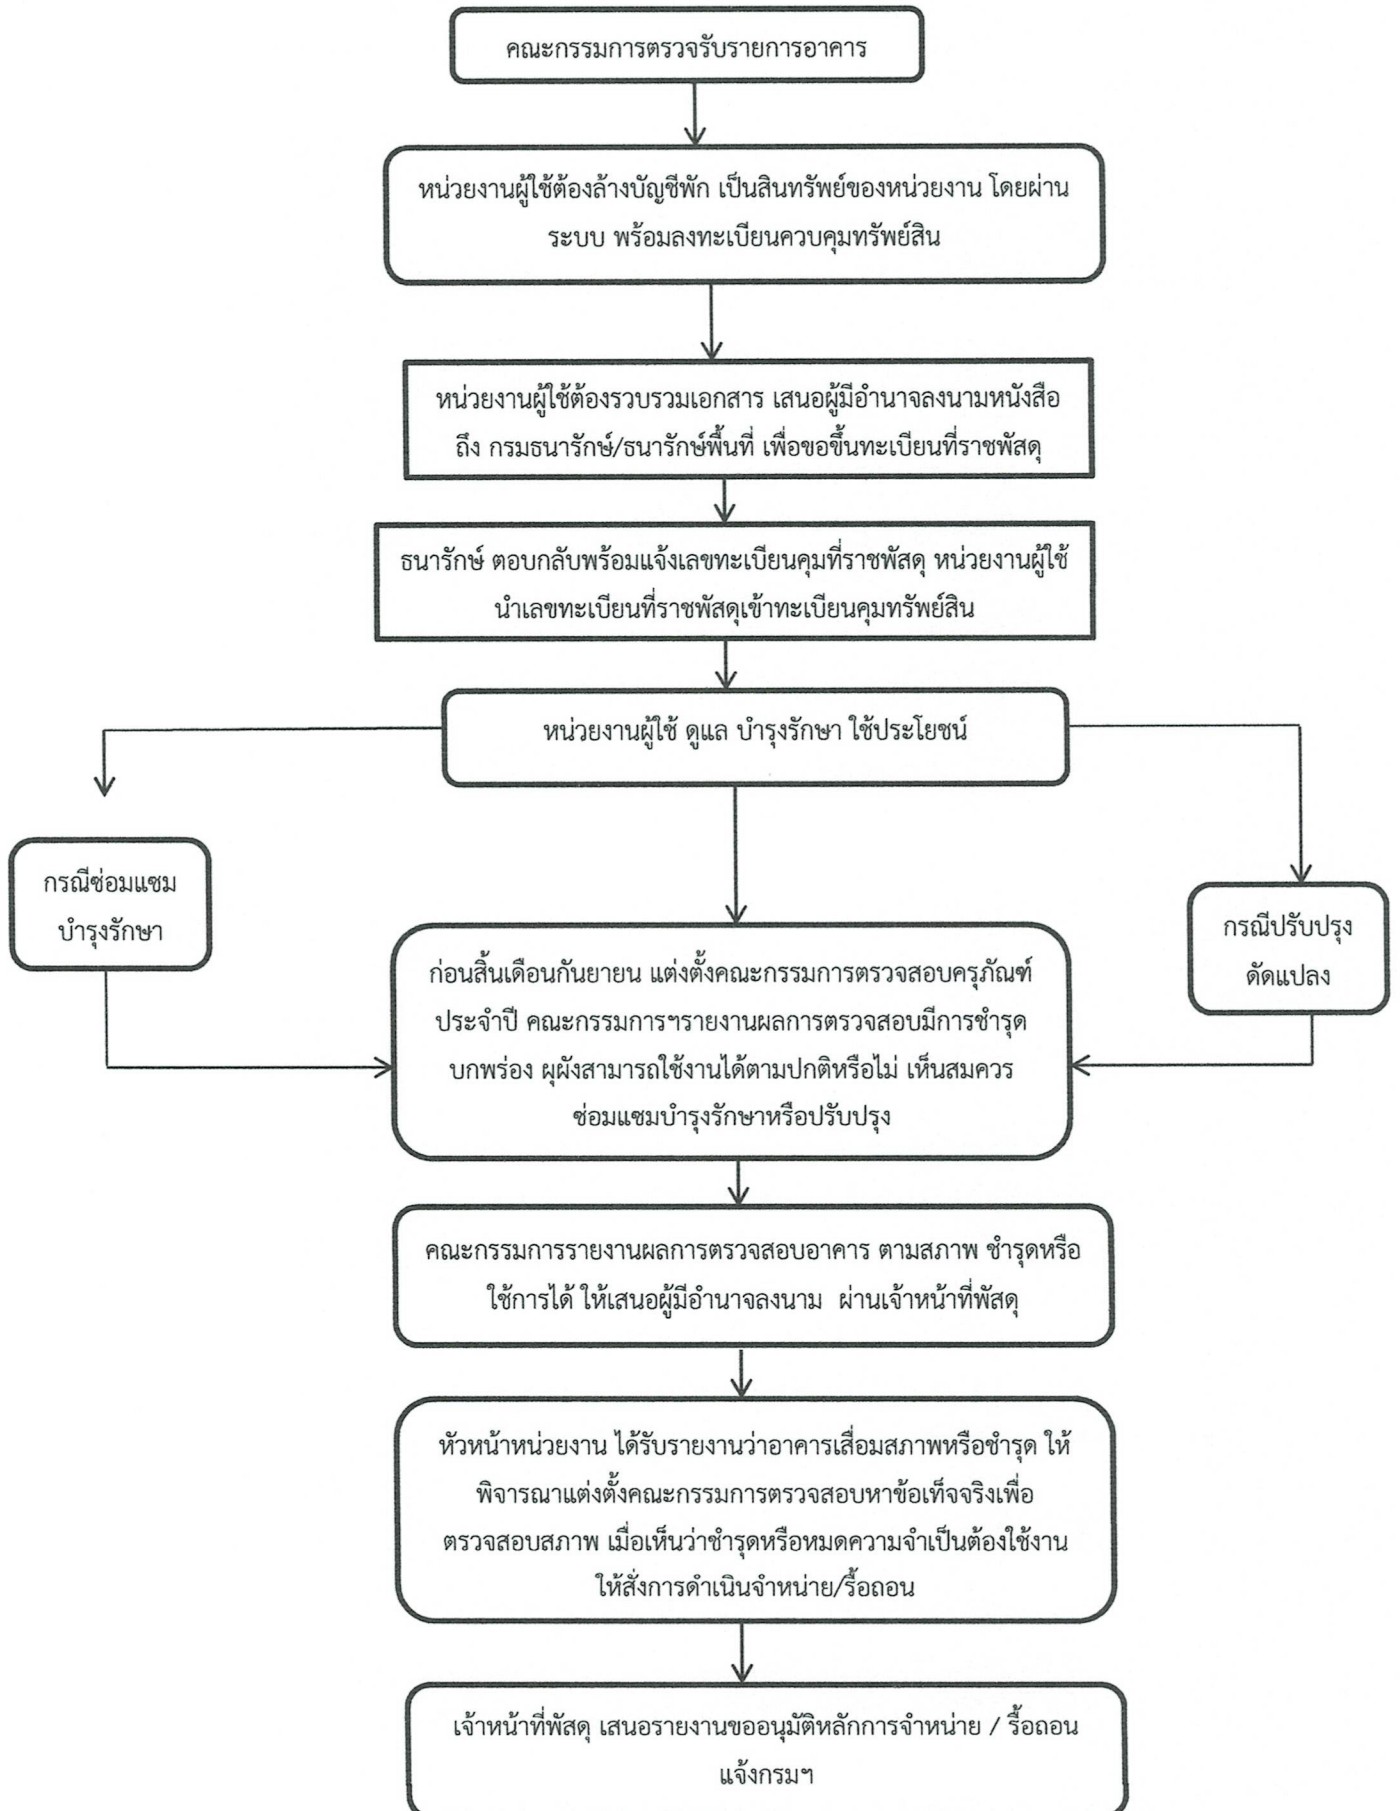 คณะกรรมการตรวจรับรายการอาคาร
หน่วยงานผู้ใช้ต้องล้างบัญชีพัก เป็นสินทรัพย์ของหน่วยงาน โดยผ่าน
ระบบ พร้อมลงทะเบียนควบคุมทรัพย์สิน
หน่วยงานผู้ใช้ต้องรวบรวมเอกสาร เสนอผู้มีอำนาจลงนามหนังสือ
ถึง กรมธนารักษ์/ธนารักษ์พื้นที่ เพื่อขอขึ้นทะเบียนที่ราชพัสดุ
ธนารักษ์ ตอบกลับพร้อมแจ้งเลขทะเบียนคุมที่ราชพัสดุ หน่วยงานผู้ใช้
นำเลขทะเบียนที่ราชพัสดุเข้าทะเบียนคุมทรัพย์สิน
หน่วยงานผู้ใช้ ดูแล บำรุงรักษา ใช้ประโยชน์
กรณีซ่อมแซม
บำรุงรักษา
กรณีปรับปรุง
ดัดแปลง
ก่อนสิ้นเดือนกันยายน แต่งตั้งคณะกรรมการตรวจสอบครุภัณฑ์
ประจำปี คณะกรรมการฯรายงานผลการตรวจสอบมีการชำรุด
บกพร่อง ผุผังสามารถใช้งานได้ตามปกติหรือไม่ เห็นสมควร
ซ่อมแซมบำรุงรักษาหรือปรับปรุง
คณะกรรมการรายงานผลการตรวจสอบอาคาร ตามสภาพ ชำรุดหรือ
ใช้การได้ ให้เสนอผู้มีอำนาจลงนาม  ผ่านเจ้าหน้าที่พัสดุ
หัวหน้าหน่วยงาน ได้รับรายงานว่าอาคารเสื่อมสภาพหรือชำรุด ให้
พิจารณาแต่งตั้งคณะกรรมการตรวจสอบหาข้อเท็จจริงเพื่อ
ตรวจสอบสภาพ เมื่อเห็นว่าชำรุดหรือหมดความจำเป็นต้องใช้งาน
ให้สั่งการดำเนินจำหน่าย/รื้อถอน
เจ้าหน้าที่พัสดุ เสนอรายงานขออนุมัติหลักการจำหน่าย / รื้อถอน
แจ้งกรมฯ